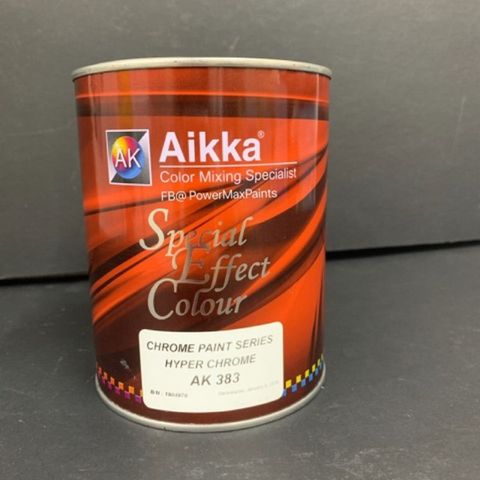 AK
Aikka®
Color Mixing Specialist
FB@ PowerMaxPaints
Special
Effect
Colour
CHROME PAINT SERIES
HYPER CHROME
AK 383